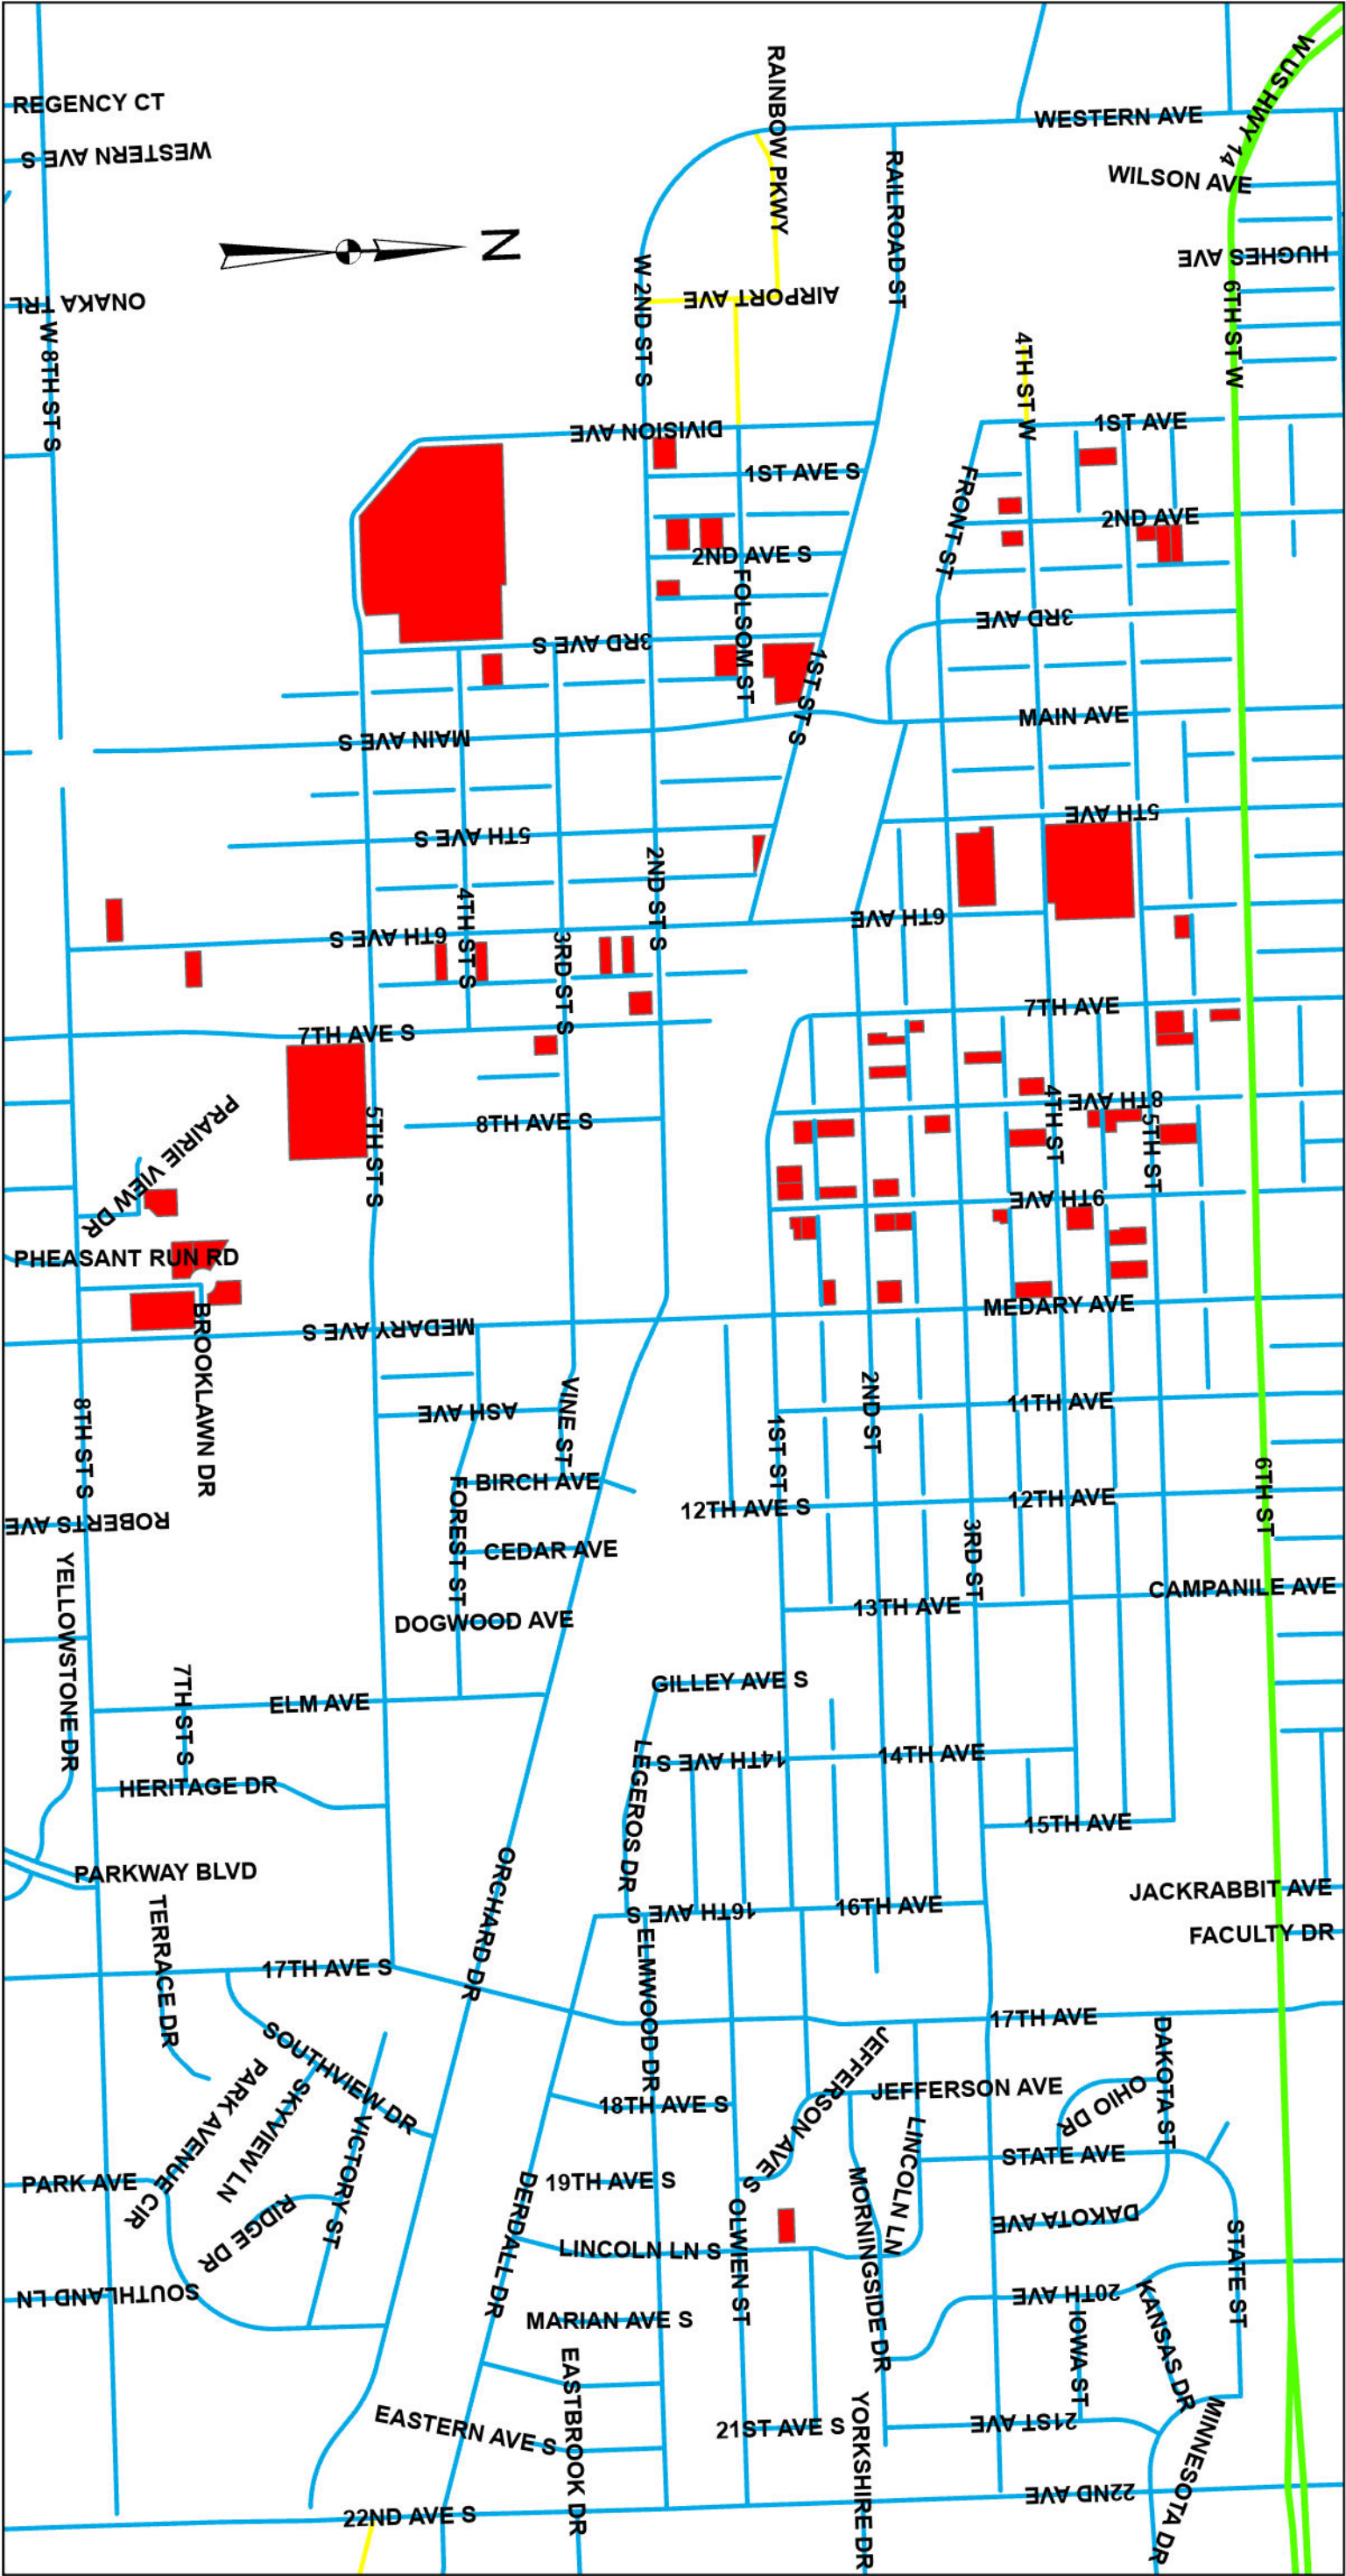 RAINBOW PKWY
W US HWY 14
REGENCY CT
WESTERN AVE
WESTERN AVE S
RAILROAD ST
WILSON AVE
N
HUGHES AVE
W 2ND ST S
AIRPORT AVE
6TH ST W
ONAKA TRL
W 8TH ST S
4TH ST W
DIVISION AVE
1ST AVE
1ST AVE S
FRONT ST
2ND AVE
2ND AVE S
FOLSOM ST
3RD AVE
3RD AVE S
1ST ST S
MAIN AVE
MAIN AVE S
5TH AVE
5TH AVE S
2ND ST S
4TH ST S
6TH AVE
6TH AVE S
3RD ST S
7TH AVE
7TH AVE S
PRAIRIE VIEW DR
5TH ST S
8TH AVE S
8TH AVE
4TH ST
5TH ST
9TH AVE
PHEASANT RUN RD
BROOKLAWN DR
MEDARY AVE S
MEDARY AVE
8TH ST S
ASH AVE
VINE ST
2ND ST
11TH AVE
1ST ST
BIRCH AVE
FOREST ST
12TH AVE S
12TH AVE
6TH ST
ROBERTS AVE
3RD ST
CEDAR AVE
YELLOWSTONE DR
CAMPANILE AVE
13TH AVE
DOGWOOD AVE
7TH ST S
ELM AVE
GILLEY AVE S
LEGEROS DR
14TH AVE S
14TH AVE
HERITAGE DR
15TH AVE
ORCHARD DR
PARKWAY BLVD
TERRACE DR
16TH AVE S
16TH AVE
JACKRABBIT AVE
FACULTY DR
ELMWOOD DR
17TH AVE S
17TH AVE
DAKOTA ST
SOUTHVIEW DR
JEFFERSON AVE S
JEFFERSON AVE
OHIO DR
PARK AVENUE CIR
SKYVIEW LN
VICTORY ST
18TH AVE S
LINCOLN LN
STATE AVE
PARK AVE
19TH AVE S
MORNINGSIDE DR
DERDALL DR
RIDGE DR
OLWIEN ST
DAKOTA AVE
STATE ST
LINCOLN LN S
SOUTHLAND LN
20TH AVE
KANSAS DR
MARIAN AVE S
IOWA ST
EASTBROOK DR
EASTERN AVE S
21ST AVE S
21ST AVE
YORKSHIRE DR
MINNESOTA DR
22ND AVE S
22ND AVE